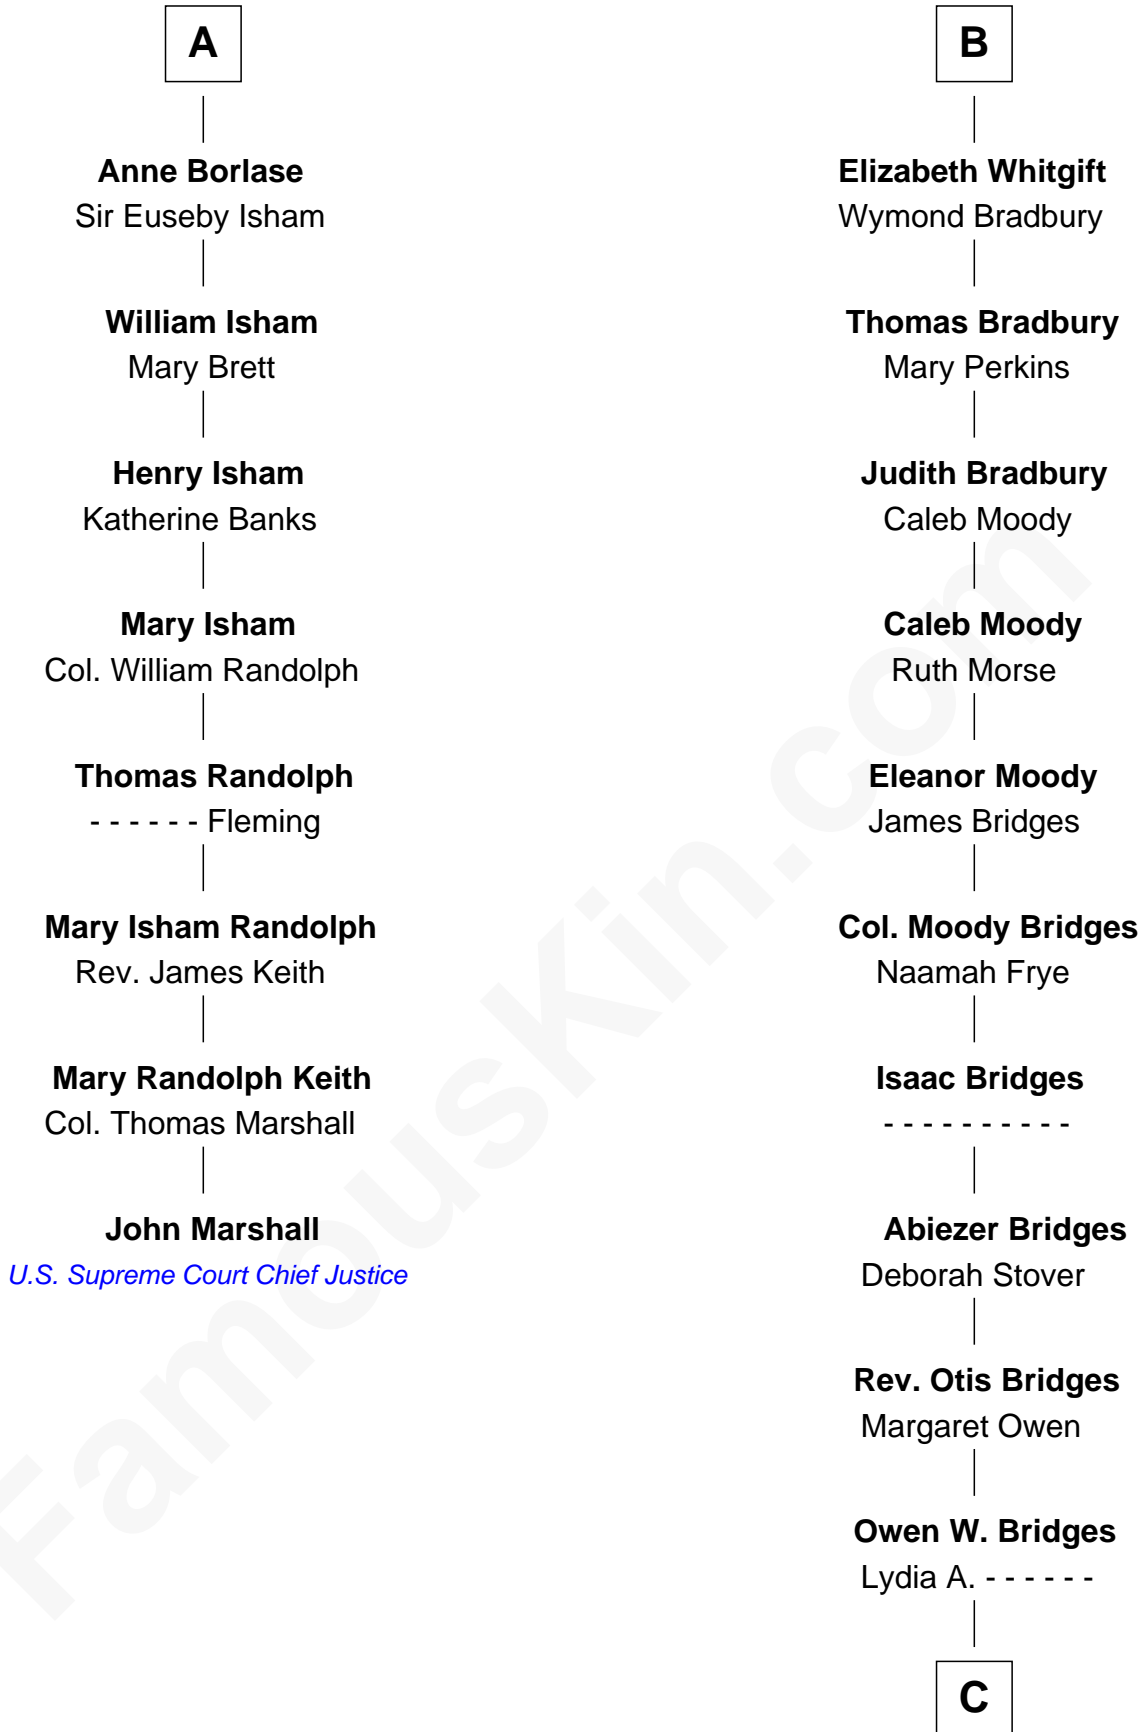 A
Anne Borlase
Sir Euseby Isham
William Isham
Mary Brett
Henry Isham
Katherine Banks
Mary Isham
Col. William Randolph
Thomas Randolph
- - - - - - Fleming
Mary Isham Randolph
Rev. James Keith
Mary Randolph Keith
Col. Thomas Marshall
John Marshall
U.S. Supreme Court Chief Justice
B
Elizabeth Whitgift
Wymond Bradbury
Thomas Bradbury
Mary Perkins
Judith Bradbury
Caleb Moody
Caleb Moody
Ruth Morse
Eleanor Moody
James Bridges
Col. Moody Bridges
Naamah Frye
Isaac Bridges
- - - - - - - - - -
Abiezer Bridges
Deborah Stover
Rev. Otis Bridges
Margaret Owen
Owen W. Bridges
Lydia A. - - - - - -
C
FamousKin.com